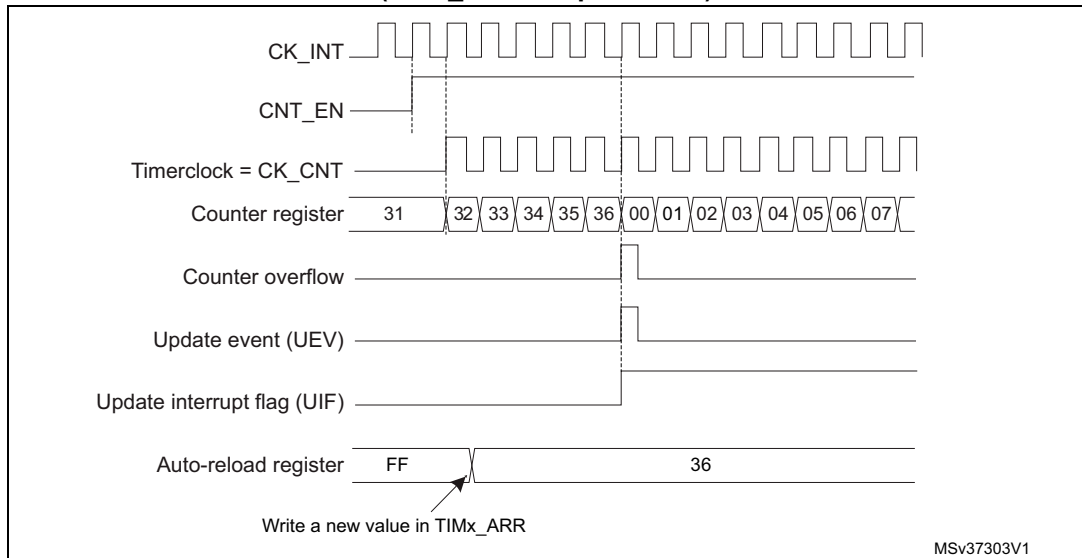 CK_INT
CNT_EN
Timerclock = CK_CNT
Counter register 31 32 33 34 35 36 00 01 02 03 04 05 06 07
Counter overflow
Update event (UEV)
Update interrupt flag (UIF)
Auto-reload register FF 36
Write a new value in TIMx_ARR
MSv37303V1